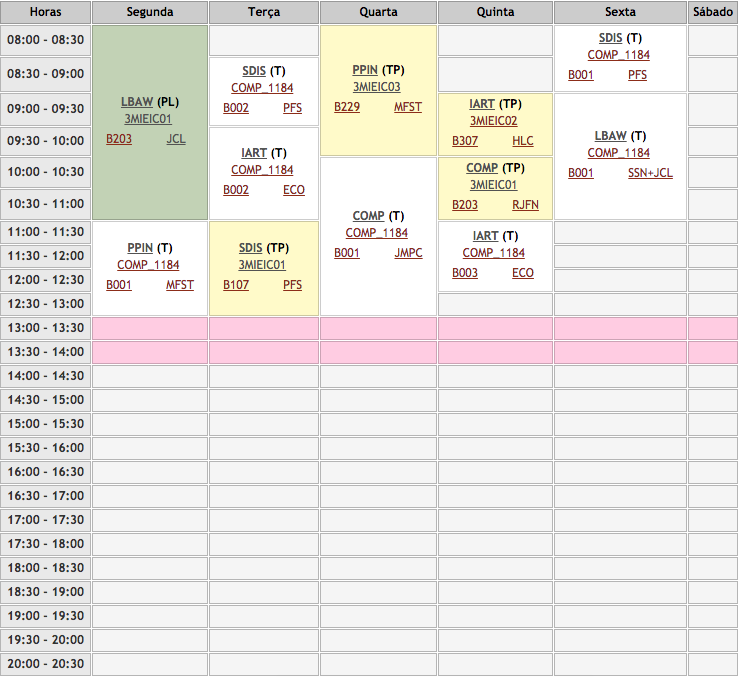 Horas Segunda Terça Quarta Quinta Sexta Sábado
08:00 - 08:30
08:30 - 09:00
09:00 - 09:30
09:30 - 10:00
10:00 - 10:30
10:30 - 11:00
11:00 - 11:30
11:30 - 12:00
12:00 - 12:30
12:30 - 13:00
13:00 - 13:30
13:30 - 14:00
14:00 - 14:30
14:30 - 15:00
15:00 - 15:30
15:30 - 16:00
16:00 - 16:30
16:30 - 17:00
17:00 - 17:30
17:30 - 18:00
18:00 - 18:30
18:30 - 19:00
19:00 - 19:30
19:30 - 20:00
20:00 - 20:30
LBAW (PL)
3MIEIC01
B203 JCL
PPIN (T)
COMP_1184
B001 MFST
SDIS (T)
COMP_1184
B002 PFS
IART (T)
COMP_1184
B002 ECO
SDIS (TP)
3MIEIC01
B107 PFS
PPIN (TP)
3MIEIC03
B229 MFST
COMP (T)
COMP_1184
B001 JMPC
IART (TP)
3MIEIC02
B307 HLC
COMP (TP)
3MIEIC01
B203 RJFN
IART (T)
COMP_1184
B003 ECO
SDIS (T)
COMP_1184
B001 PFS
LBAW (T)
COMP_1184
B001 SSN+JCL